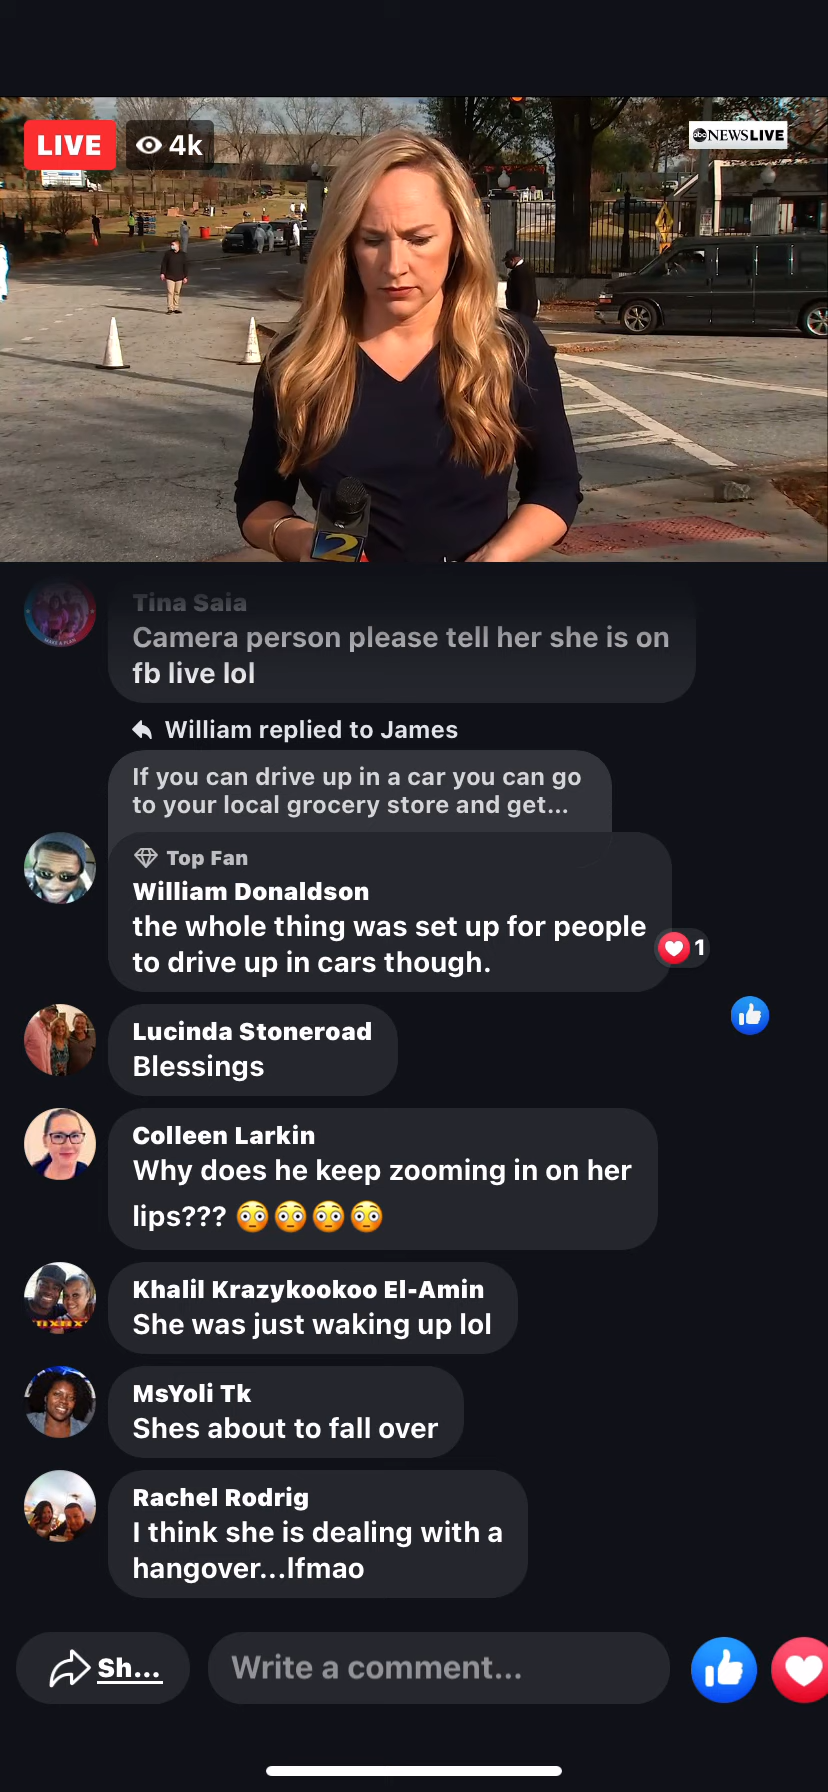 LIVE
4k
abc NEWS LIVE
2
Tina Saia
Camera person please tell her she is on
fb live lol
William replied to James
If you can drive up in a car you can go
to your local grocery store and get...
Top Fan
William Donaldson
the whole thing was set up for people
to drive up in cars though.
1
Lucinda Stoneroad
Blessings
Colleen Larkin
Why does he keep zooming in on her
lips??? 😳😳😳😳
Khalil Krazykookoo El-Amin
She was just waking up lol
MsYoli Tk
Shes about to fall over
Rachel Rodrig
I think she is dealing with a
hangover...lfmao
Sh...
Write a comment...